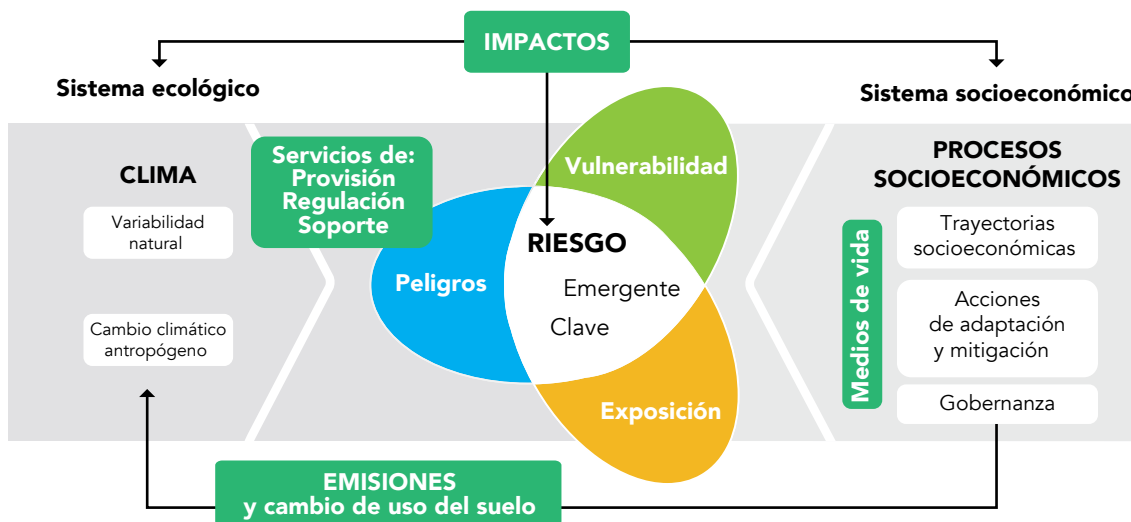 IMPACTOS
Sistema ecológico
Sistema socioeconómico
CLIMA
Variabilidad
natural
Cambio climático
antropógeno
Servicios de:
Provisión
Regulación
Soporte
Vulnerabilidad
Peligros
RIESGO
Emergente
Clave
Exposición
PROCESOS
SOCIOECONÓMICOS
Medios de vida
Trayectorias
socioeconómicas
Acciones
de adaptación
y mitigación
Gobernanza
EMISIONES
y cambio de uso del suelo